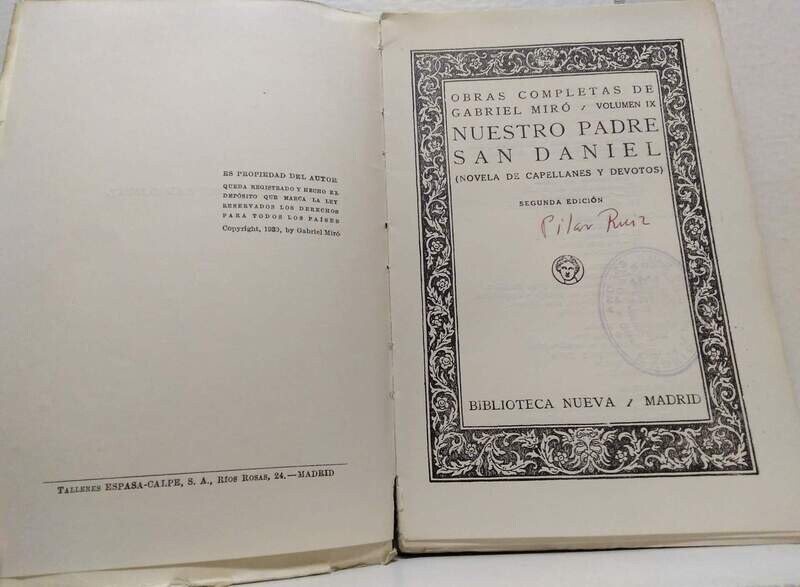 ES PROPIEDAD DEL AUTOR
QUEDA REGISTRADO Y HECHO EL
DEPÓSITO QUE MARCA LA LEY
RESERVADOS LOS DERECHOS
PARA TODOS LOS PAÍSES
Copyright, 1930, by Gabriel Miró
TALLERES ESPASA-CALPE, S. A., RÍOS ROSAS, 24.—MADRID
OBRAS COMPLETAS DE
GABRIEL MIRÓ / VOLUMEN IX
NUESTRO PADRE
SAN DANIEL
(NOVELA DE CAPELLANES Y DEVOTOS)
SEGUNDA EDICIÓN
Pilar Ruiz
BIBLIOTECA NUEVA / MADRID